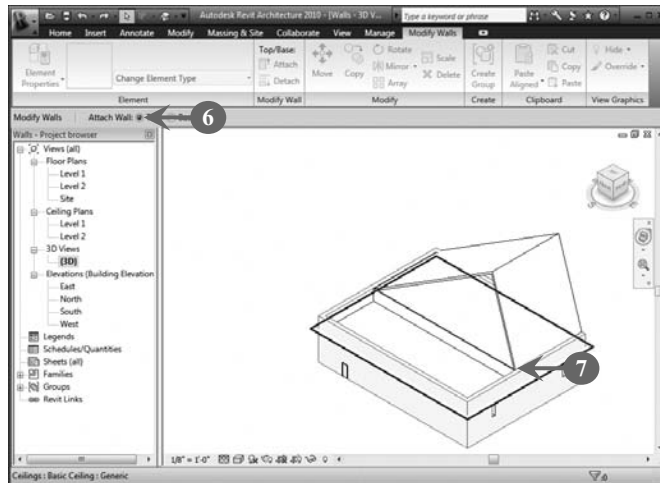 Autodesk Revit Architecture 2010 - [Walls - 3D V...
Type a keyword or phrase
Home Insert Annotate Modify Massing & Site Collaborate View Manage Modify Walls
Element Properties
Change Element Type
Top/Base:
Attach
Detach
Move
Copy
Rotate
Mirror
Array
Scale
Delete
Create Group
Paste Aligned
Cut
Copy
Paste
Hide
Override
Element Modify Wall Modify Create Clipboard View Graphics
Modify Walls Attach Wall:
6
Walls - Project browser
Views (all)
Floor Plans
Level 1
Level 2
Site
Ceiling Plans
Level 1
Level 2
3D Views
{3D}
Elevations (Building Elevation
East
North
South
West
Legends
Schedules/Quantities
Sheets (all)
Families
Groups
Revit Links
7
1/8" = 1'-0"
Ceilings : Basic Ceiling : Generic
:0